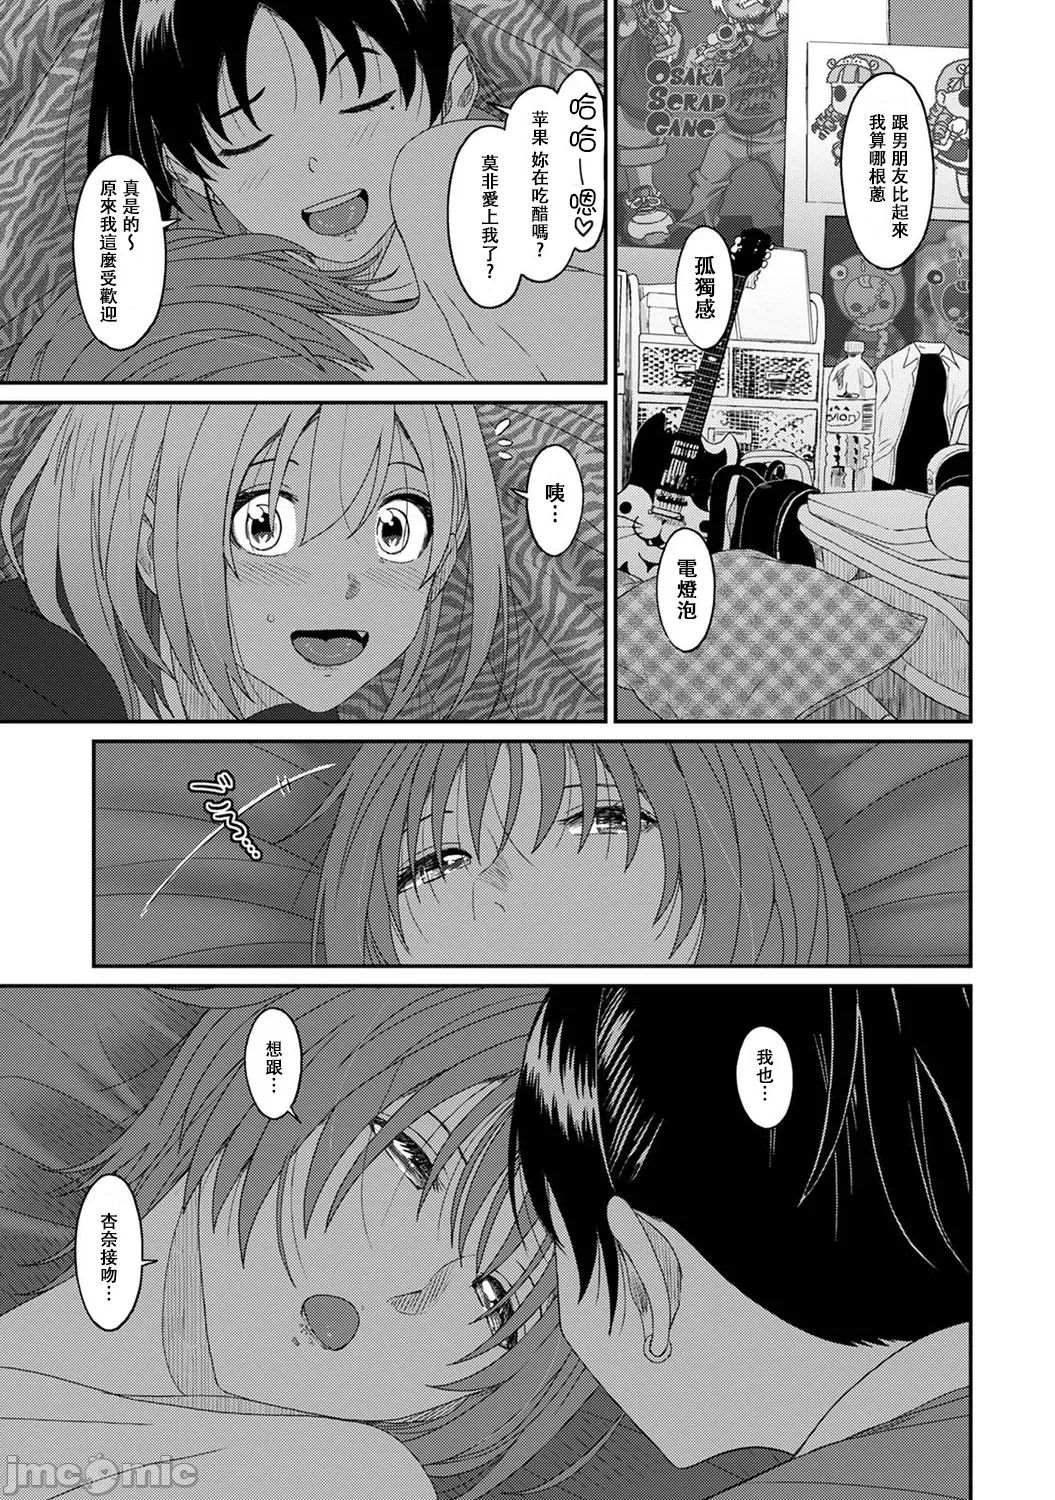 跟男朋友比起來
我算哪根蔥
OSAKA
SCRAP
GANG
孤獨感
電燈泡
哈哈ー嗯♡
苹果 妳在吃醋嗎？
莫非愛上我了？
真是的～
原來我這麼受歡迎
咦…
我也…
想跟…
杏奈接吻…
jmcomic